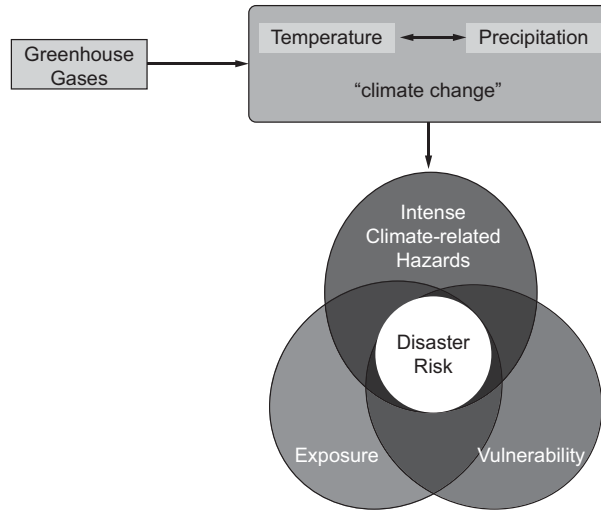 Greenhouse
Gases
Temperature
Precipitation
“climate change”
Intense
Climate-related
Hazards
Disaster
Risk
Exposure
Vulnerability